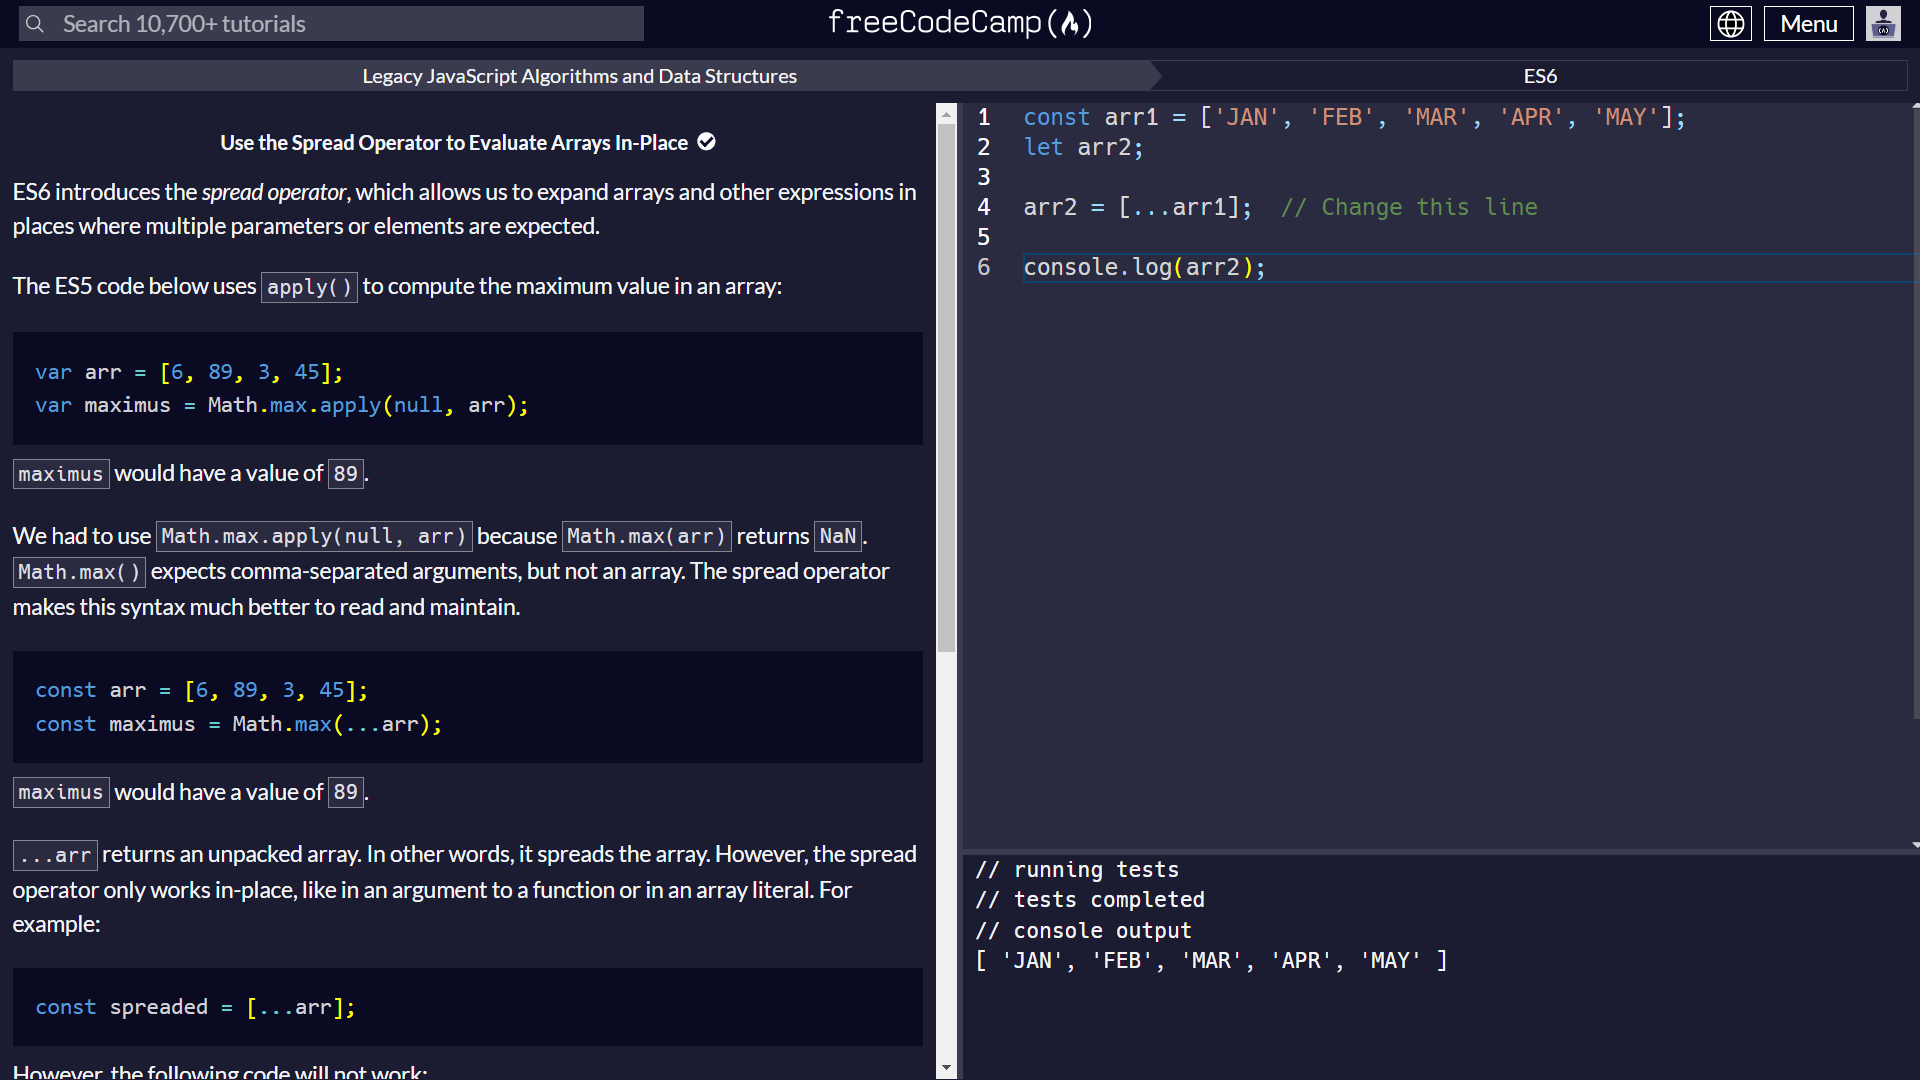 Search 10,700+ tutorials
freeCodeCamp
Menu
Legacy JavaScript Algorithms and Data Structures
ES6
Use the Spread Operator to Evaluate Arrays In-Place
ES6 introduces the spread operator, which allows us to expand arrays and other expressions in
places where multiple parameters or elements are expected.
The ES5 code below uses apply() to compute the maximum value in an array:
var arr = [6, 89, 3, 45];
var maximus = Math.max.apply(null, arr);
maximus would have a value of 89.
We had to use Math.max.apply(null, arr) because Math.max(arr) returns NaN.
Math.max() expects comma-separated arguments, but not an array. The spread operator
makes this syntax much better to read and maintain.
const arr = [6, 89, 3, 45];
const maximus = Math.max(...arr);
maximus would have a value of 89.
...arr returns an unpacked array. In other words, it spreads the array. However, the spread
operator only works in-place, like in an argument to a function or in an array literal. For
example:
const spreaded = [...arr];
However, the following code will not work:
1 const arr1 = ['JAN', 'FEB', 'MAR', 'APR', 'MAY'];
2 let arr2;
3
4 arr2 = [...arr1];  // Change this line
5
6 console.log(arr2);
// running tests
// tests completed
// console output
[ 'JAN', 'FEB', 'MAR', 'APR', 'MAY' ]